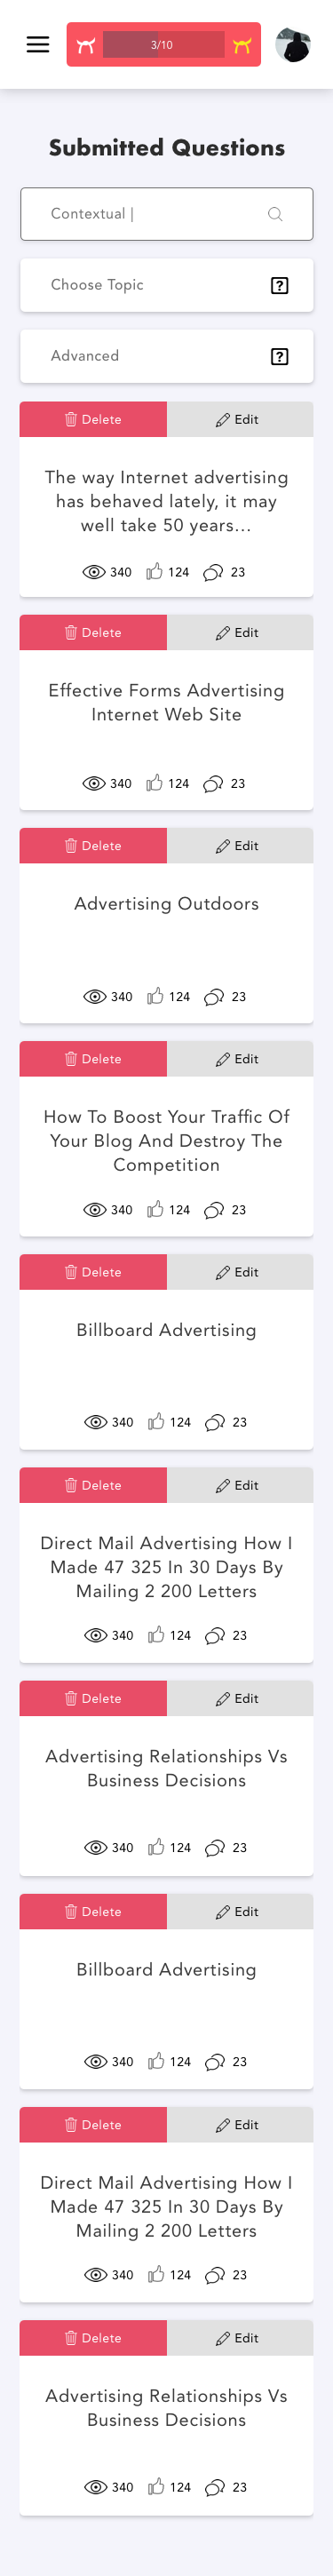 3/10
Submitted Questions
Contextual |
Choose Topic
Advanced
Delete Edit
The way Internet advertising
has behaved lately, it may
well take 50 years...
340 124 23
Delete Edit
Effective Forms Advertising
Internet Web Site
340 124 23
Delete Edit
Advertising Outdoors
340 124 23
Delete Edit
How To Boost Your Traffic Of
Your Blog And Destroy The
Competition
340 124 23
Delete Edit
Billboard Advertising
340 124 23
Delete Edit
Direct Mail Advertising How I
Made 47 325 In 30 Days By
Mailing 2 200 Letters
340 124 23
Delete Edit
Advertising Relationships Vs
Business Decisions
340 124 23
Delete Edit
Billboard Advertising
340 124 23
Delete Edit
Direct Mail Advertising How I
Made 47 325 In 30 Days By
Mailing 2 200 Letters
340 124 23
Delete Edit
Advertising Relationships Vs
Business Decisions
340 124 23